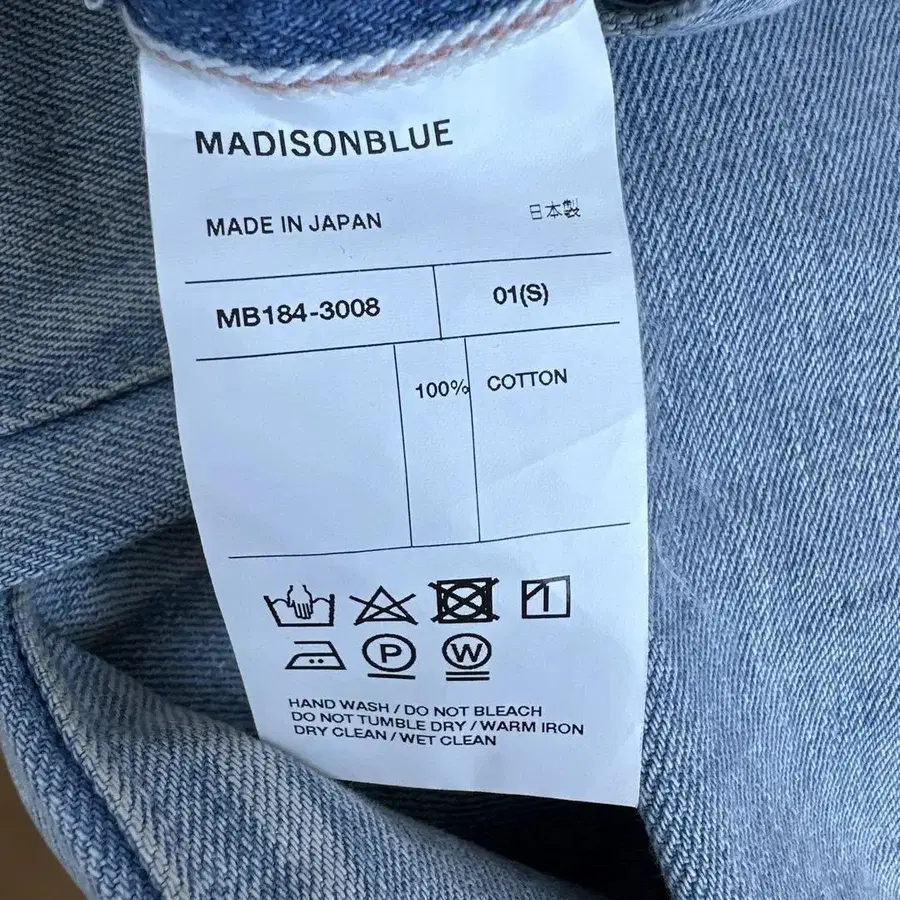 MADISONBLUE
MADE IN JAPAN 日本製
MB184-3008 01(S)
100% COTTON
P W
HAND WASH / DO NOT BLEACH
DO NOT TUMBLE DRY / WARM IRON
DRY CLEAN / WET CLEAN